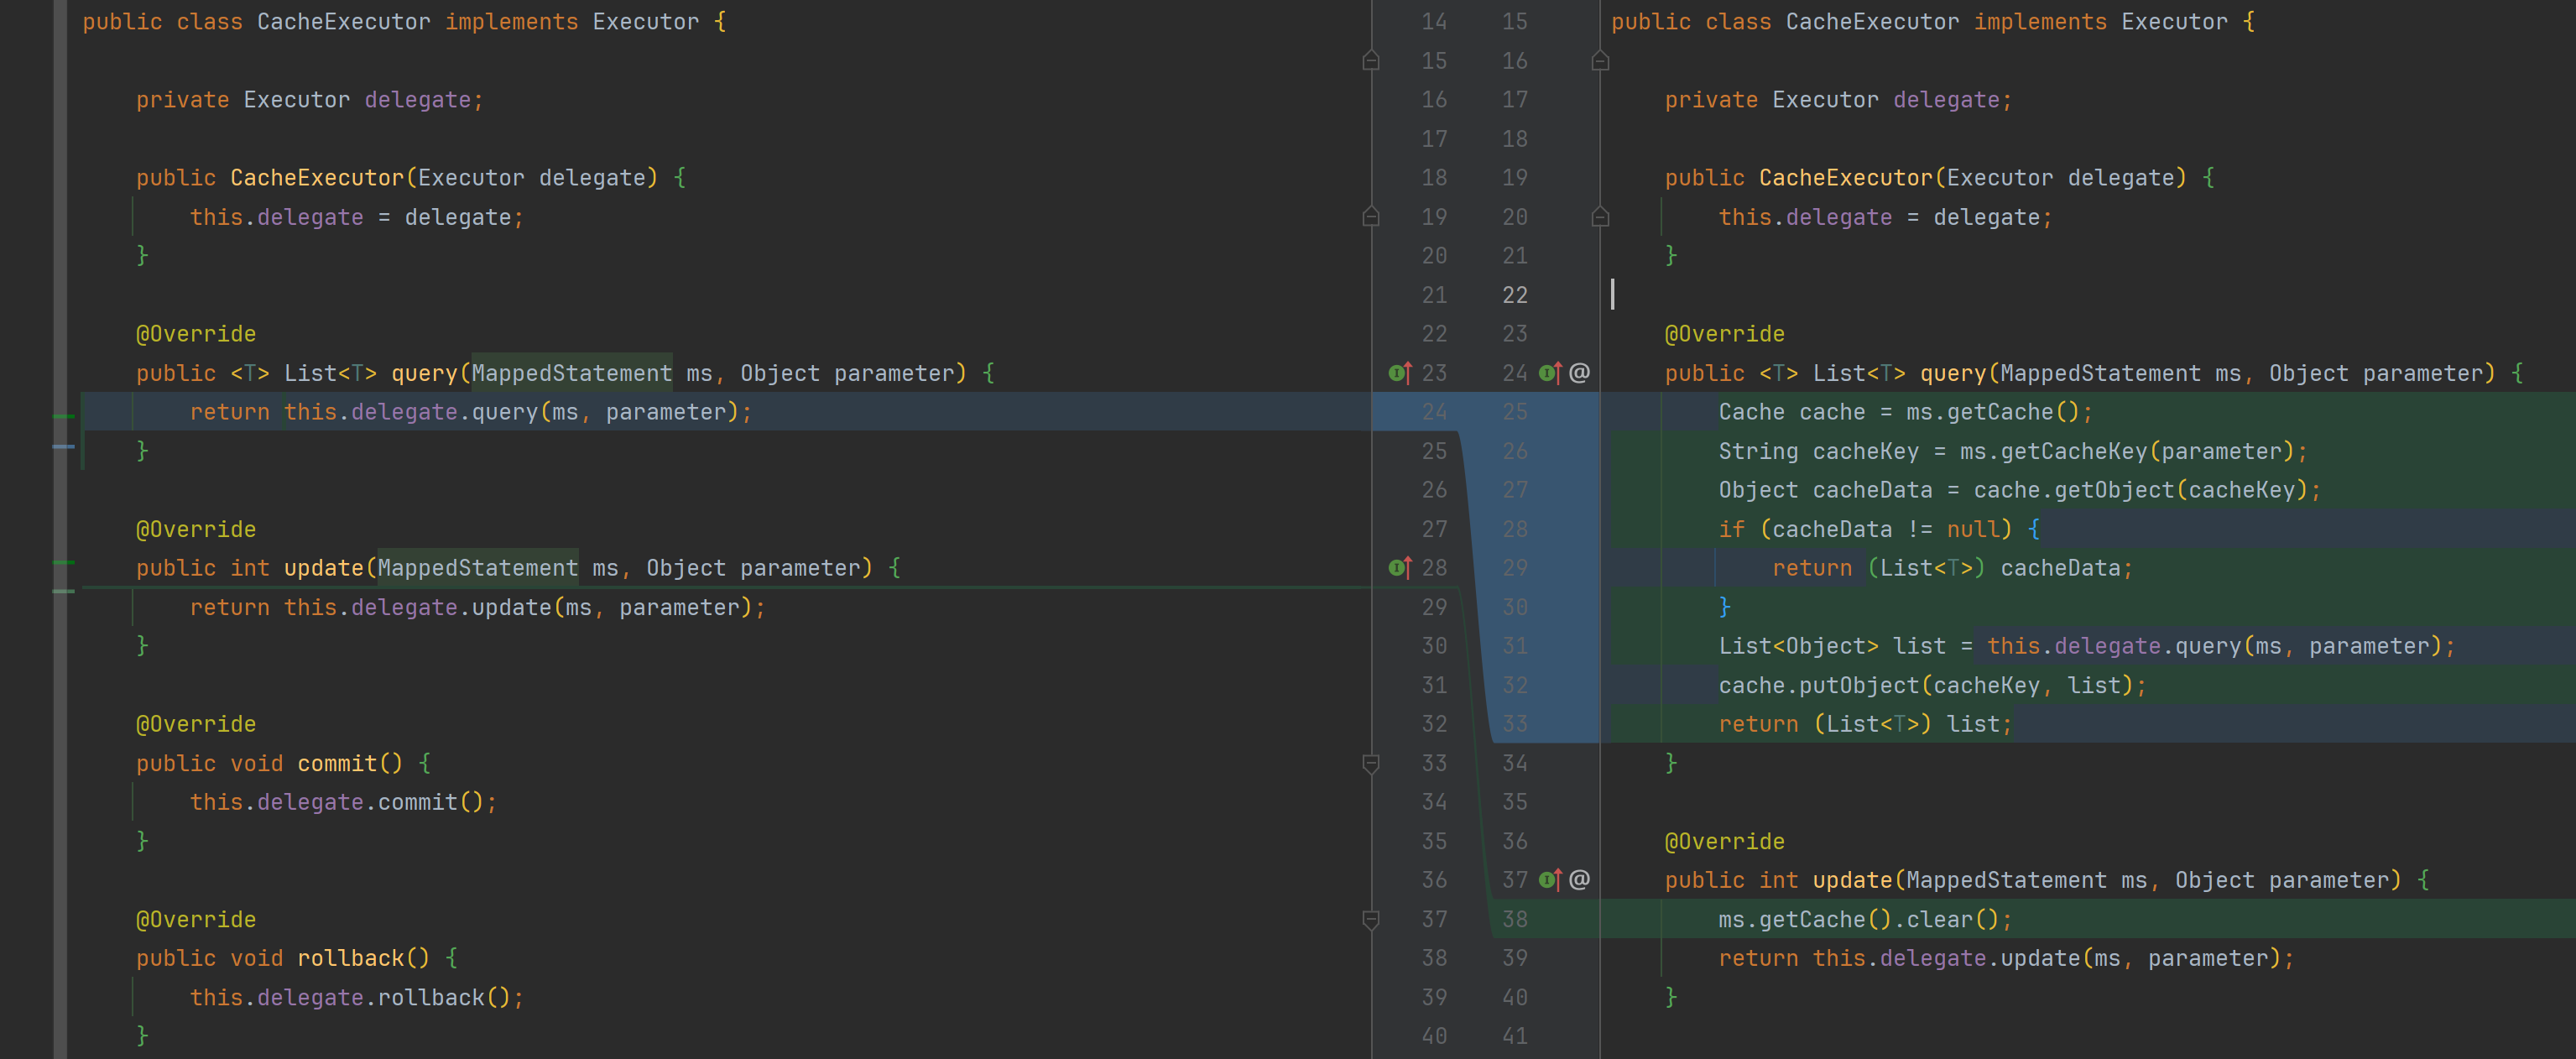 public class CacheExecutor implements Executor {
private Executor delegate;
public CacheExecutor(Executor delegate) {
this.delegate = delegate;
}
@Override
public <T> List<T> query(MappedStatement ms, Object parameter) {
return this.delegate.query(ms, parameter);
}
@Override
public int update(MappedStatement ms, Object parameter) {
return this.delegate.update(ms, parameter);
}
@Override
public void commit() {
this.delegate.commit();
}
@Override
public void rollback() {
this.delegate.rollback();
}
14 15
15 16
16 17
17 18
18 19
19 20
20 21
21 22
22 23
23 24 @
24 25
25 26
26 27
27 28
28 29
29 30
30 31
31 32
32 33
33 34
34 35
35 36
36 37 @
37 38
38 39
39 40
40 41
public class CacheExecutor implements Executor {
private Executor delegate;
public CacheExecutor(Executor delegate) {
this.delegate = delegate;
}
@Override
public <T> List<T> query(MappedStatement ms, Object parameter) {
Cache cache = ms.getCache();
String cacheKey = ms.getCacheKey(parameter);
Object cacheData = cache.getObject(cacheKey);
if (cacheData != null) {
return (List<T>) cacheData;
}
List<Object> list = this.delegate.query(ms, parameter);
cache.putObject(cacheKey, list);
return (List<T>) list;
}
@Override
public int update(MappedStatement ms, Object parameter) {
ms.getCache().clear();
return this.delegate.update(ms, parameter);
}